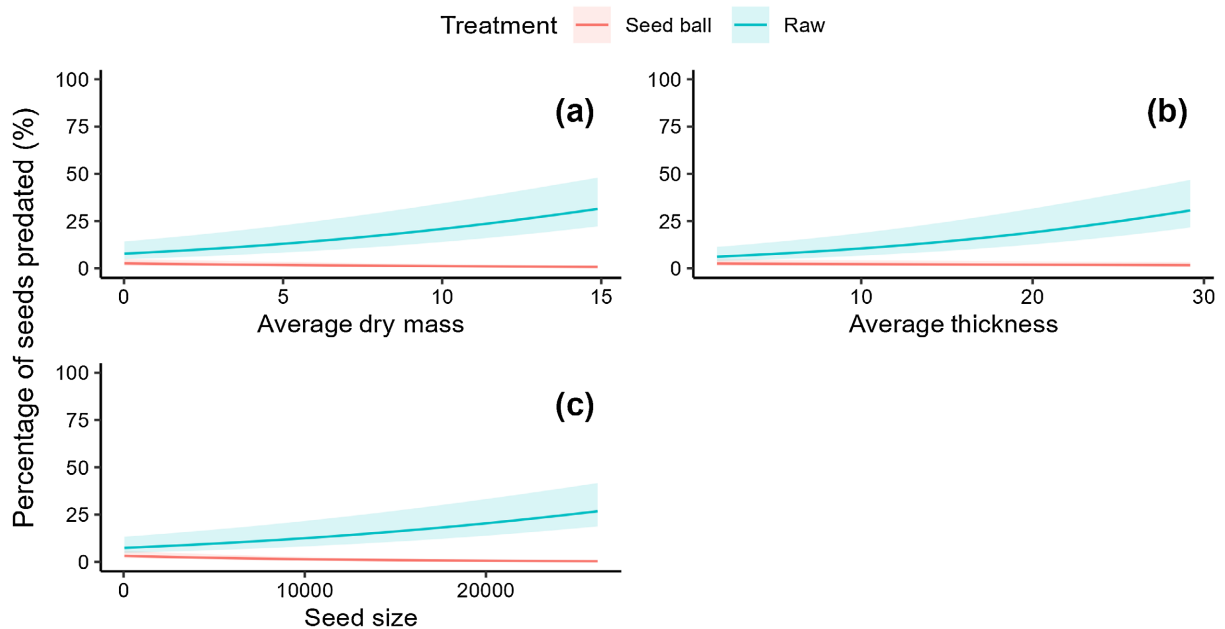 Treatment Seed ball Raw
Percentage of seeds predated (%)
100
75
50
25
0
(a)
0 5 10 15
Average dry mass
100
75
50
25
0
(b)
10 20 30
Average thickness
100
75
50
25
0
(c)
0 10000 20000
Seed size